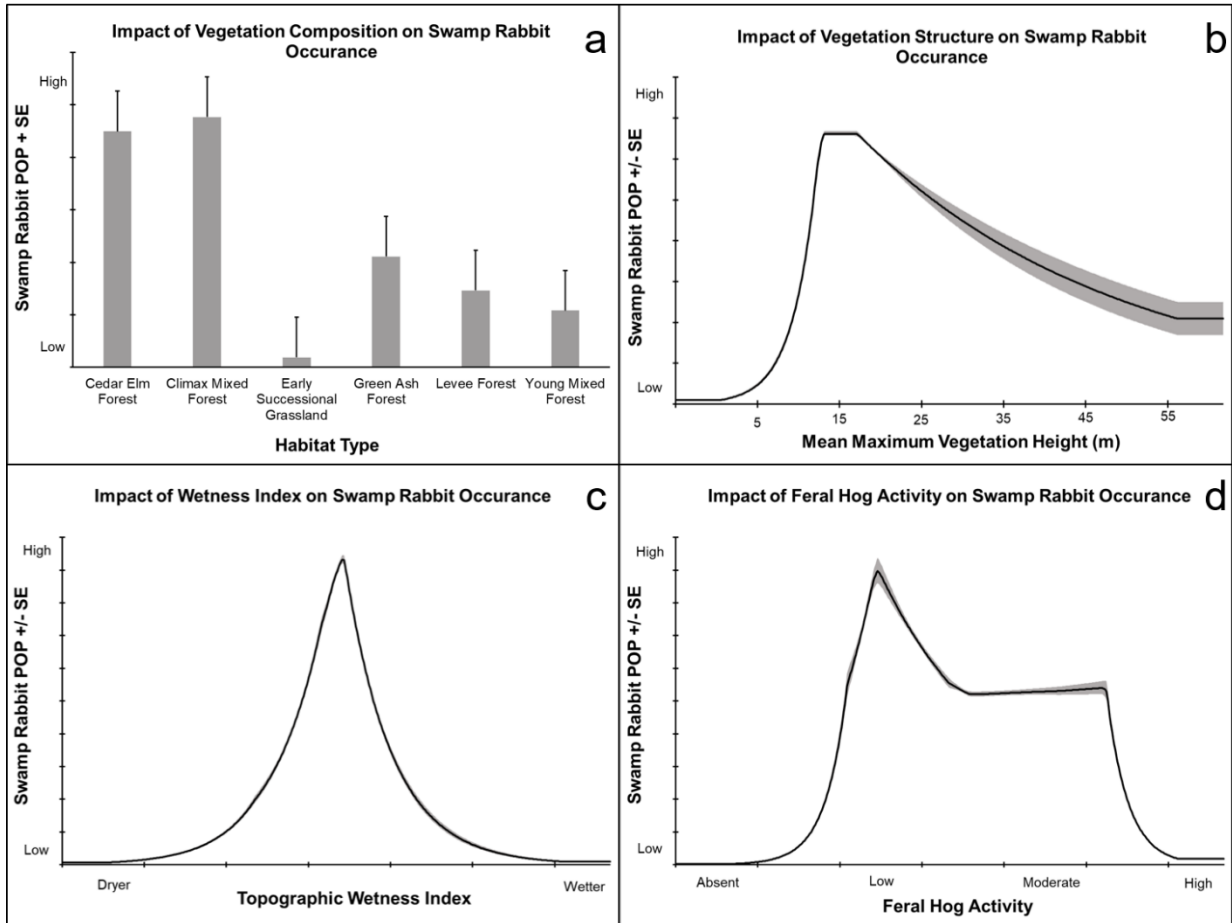 Impact of Vegetation Composition on Swamp Rabbit
Occurance
a
High
Swamp Rabbit POP + SE
Low
Cedar Elm
Forest
Climax Mixed
Forest
Early
Successional
Grassland
Green Ash
Forest
Levee Forest
Young Mixed
Forest
Habitat Type
Impact of Vegetation Structure on Swamp Rabbit
Occurance
b
High
Swamp Rabbit POP +/- SE
Low
5 15 25 35 45 55
Mean Maximum Vegetation Height (m)
Impact of Wetness Index on Swamp Rabbit Occurance
c
High
Swamp Rabbit POP +/- SE
Low
Dryer Wetter
Topographic Wetness Index
Impact of Feral Hog Activity on Swamp Rabbit Occurance
d
High
Swamp Rabbit POP +/- SE
Low
Absent Low Moderate High
Feral Hog Activity